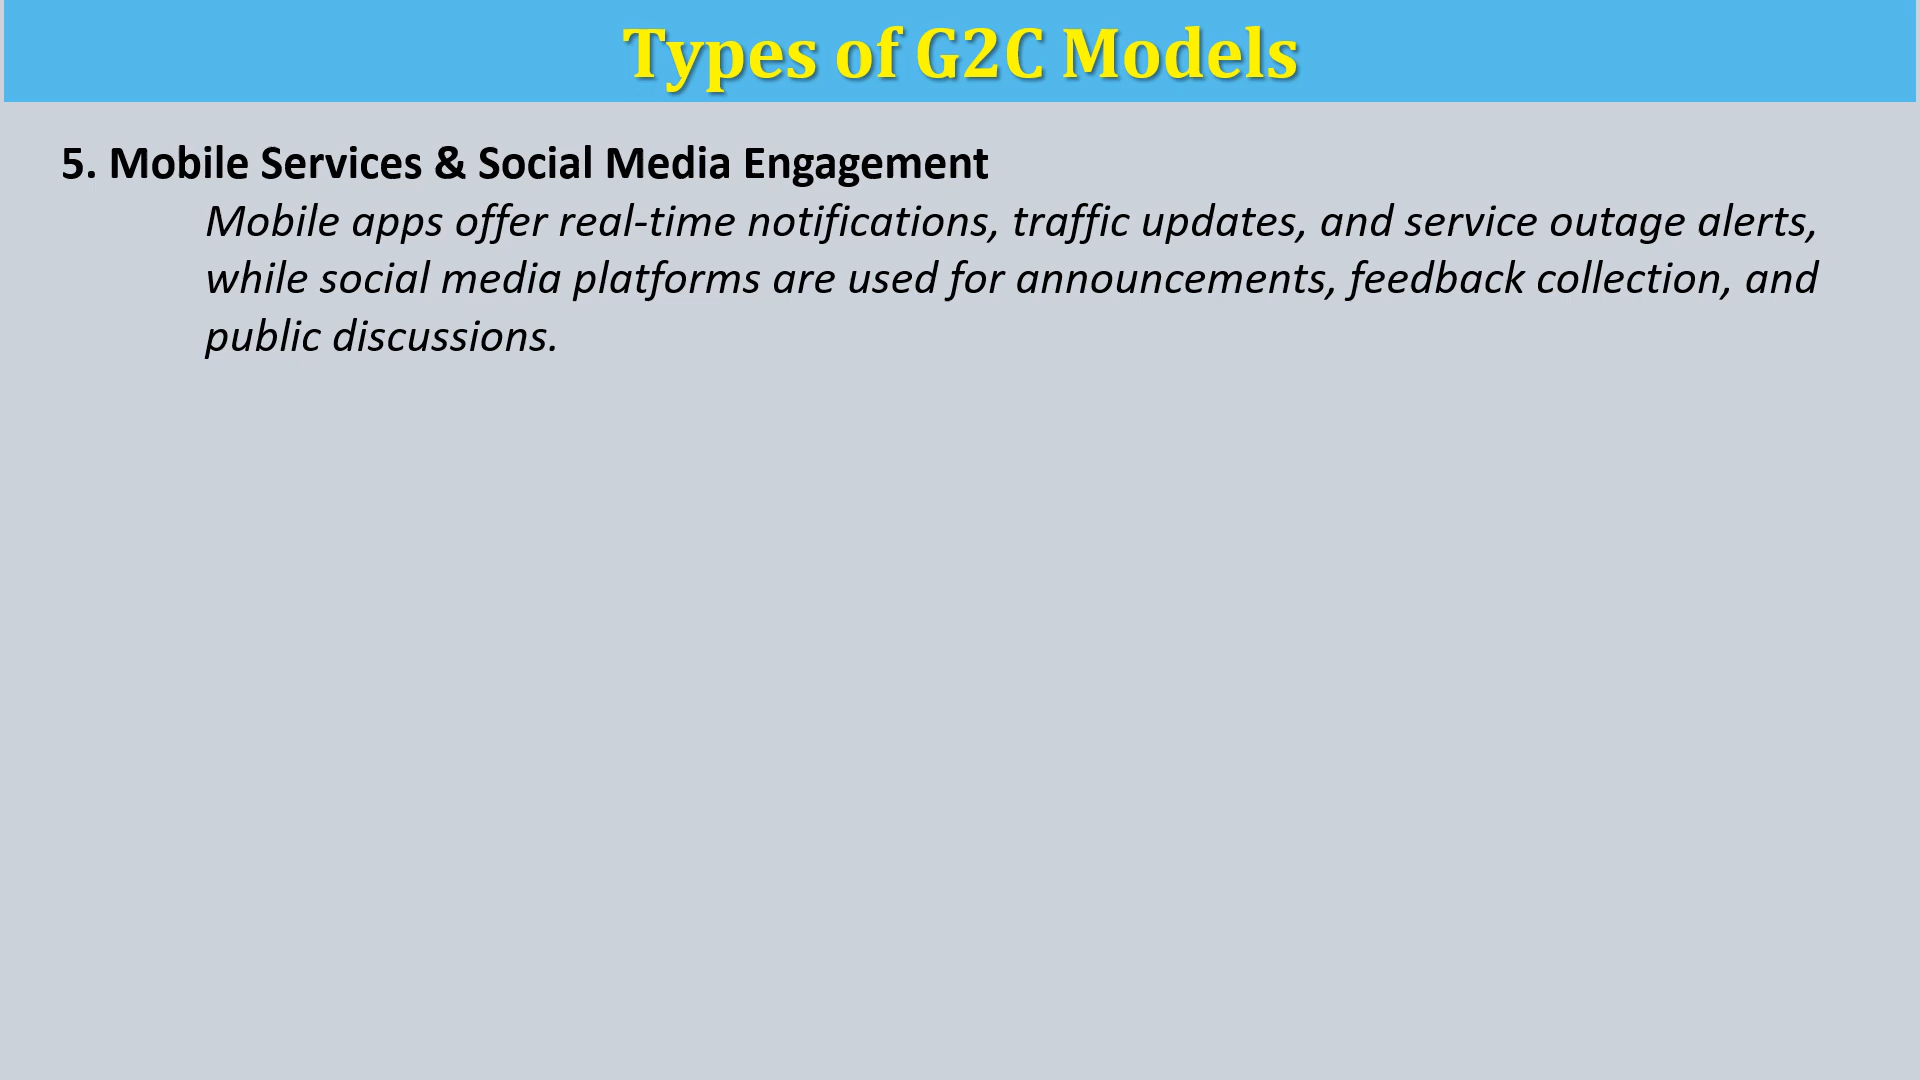 Types of G2C Models
5. Mobile Services & Social Media Engagement
Mobile apps offer real-time notifications, traffic updates, and service outage alerts,
while social media platforms are used for announcements, feedback collection, and
public discussions.